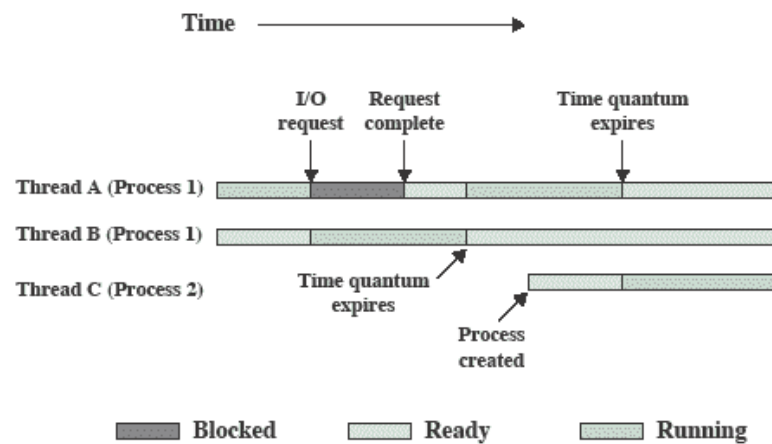 Time
I/O
request
Request
complete
Time quantum
expires
Thread A (Process 1)
Thread B (Process 1)
Thread C (Process 2)
Time quantum
expires
Process
created
Blocked
Ready
Running